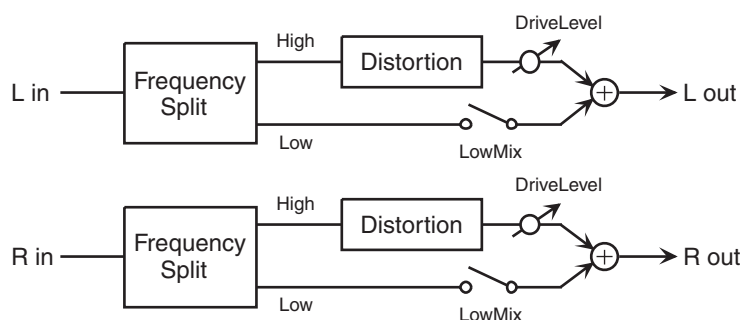 DriveLevel
High
Distortion
Frequency
Split
L in
+
L out
Low
LowMix
DriveLevel
High
Distortion
Frequency
Split
R in
+
R out
Low
LowMix